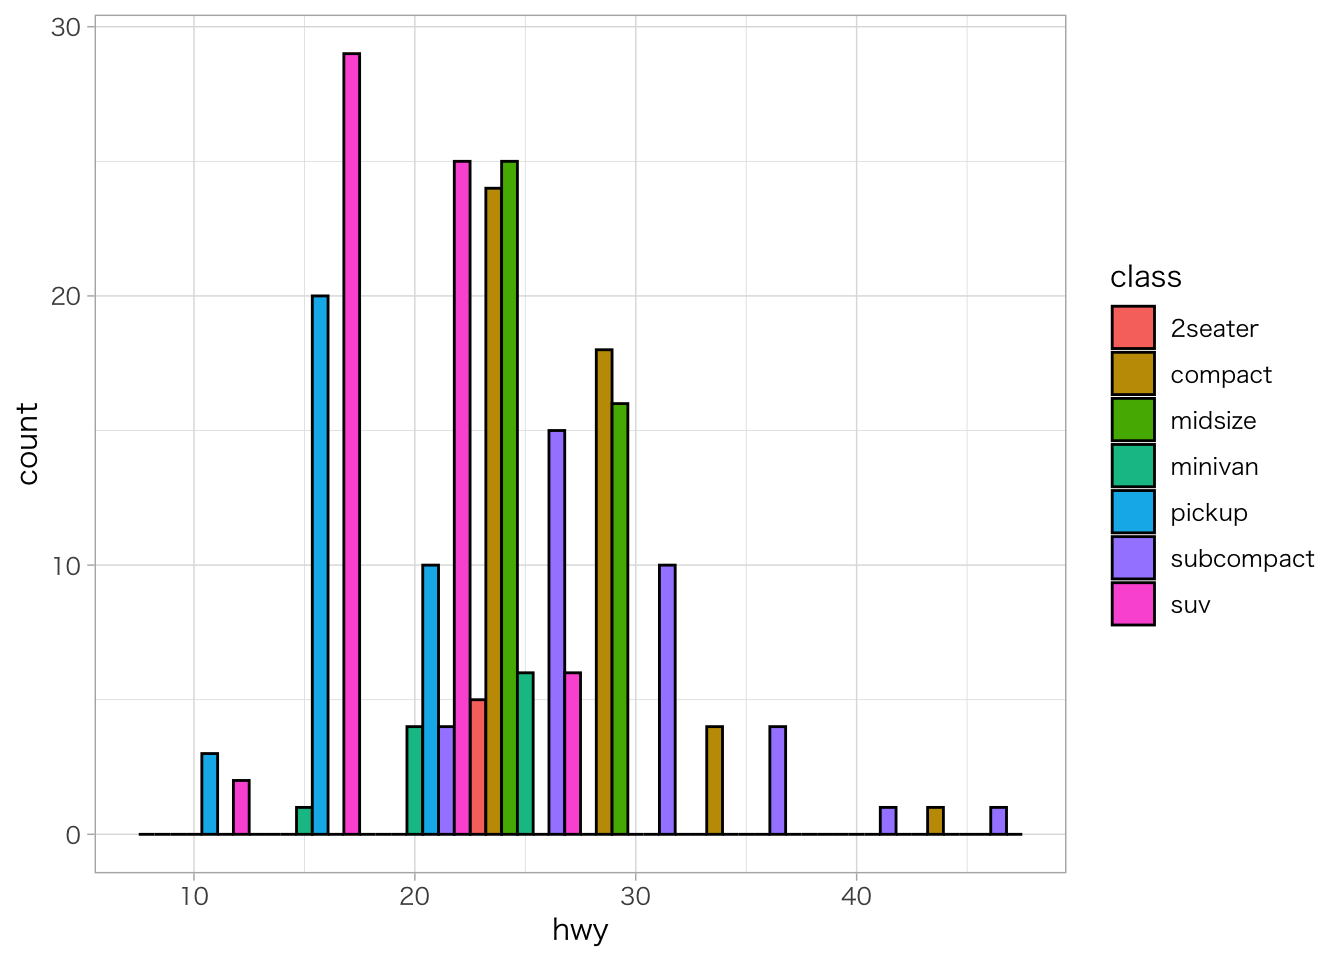 30
20
10
0
10 20 30 40
hwy
count
class
2seater
compact
midsize
minivan
pickup
subcompact
suv